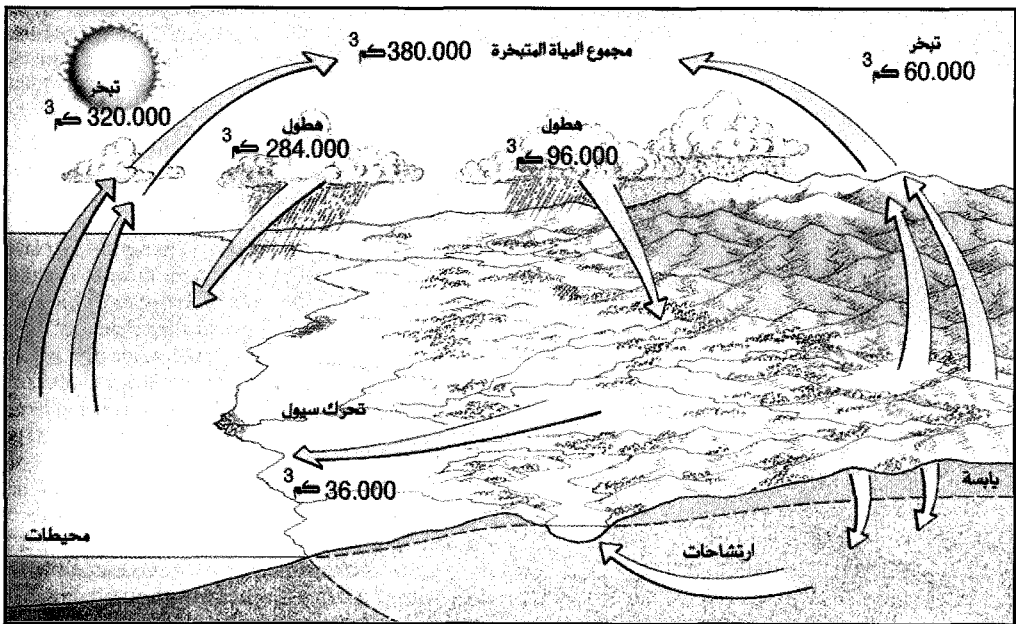 مجموع المياة المتبخرة 380.000 كم3
تبخر
60.000 كم3
تبخر
320.000 كم3
هطول
284.000 كم3
هطول
96.000 كم3
تحرك سيول
36.000 كم3
يابسة
محيطات
ارتشاحات